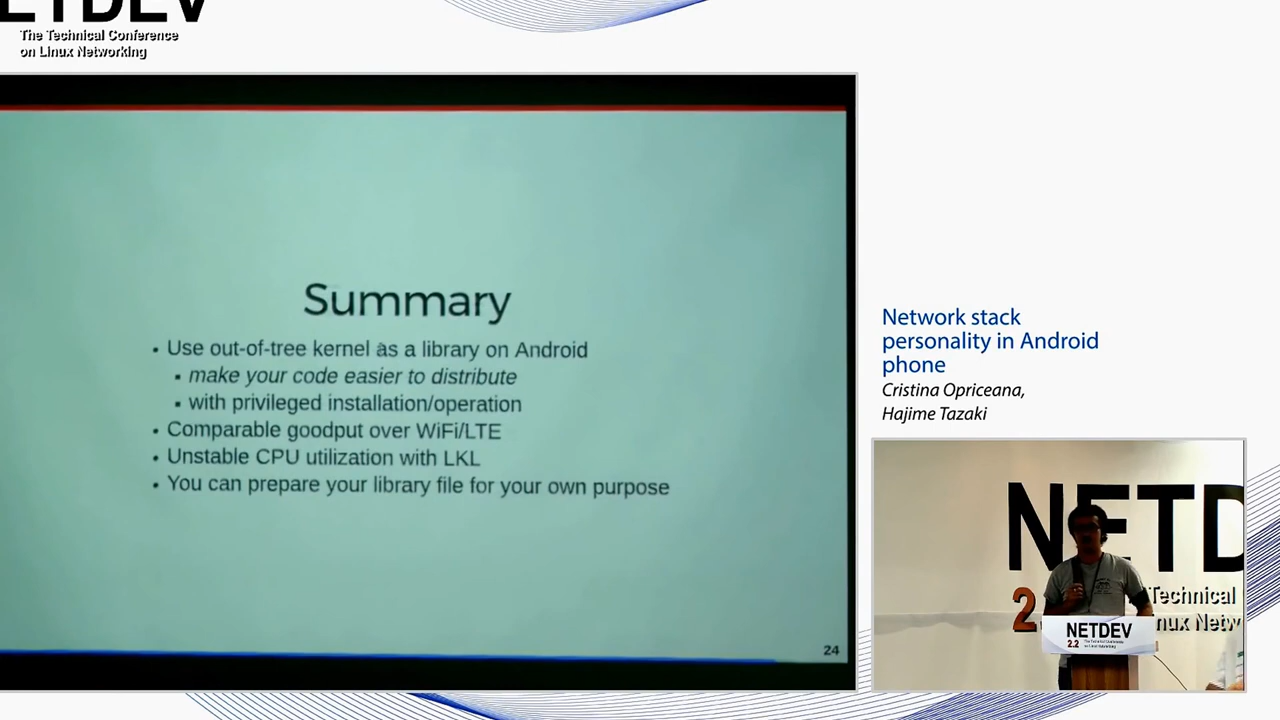 NETDEV
The Technical Conference
on Linux Networking
Summary
• Use out-of-tree kernel as a library on Android
▪ make your code easier to distribute
▪ with privileged installation/operation
• Comparable goodput over WiFi/LTE
• Unstable CPU utilization with LKL
• You can prepare your library file for your own purpose
24
Network stack
personality in Android
phone
Cristina Opriceana,
Hajime Tazaki
NETD
2.
Technical
nux Netw
NETDEV
2.2
The Technical Conference
on Linux Networking